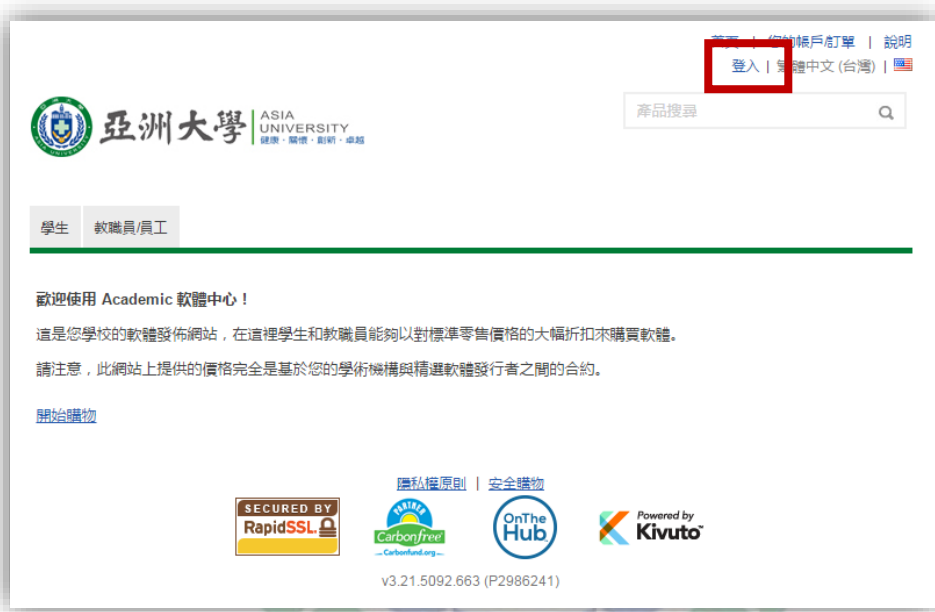 首頁 | 您的帳戶/訂單 | 說明
登入 | 繁體中文 (台灣) |
亞洲大學 ASIA UNIVERSITY
健康・關懷・創新・卓越
產品搜尋
學生 教職員/員工
歡迎使用 Academic 軟體中心！
這是您學校的軟體發佈網站，在這裡學生和教職員能夠以對標準零售價格的大幅折扣來購買軟體。
請注意，此網站上提供的價格完全是基於您的學術機構與精選軟體發行者之間的合約。
開始購物
隱私權原則 | 安全購物
SECURED BY
RapidSSL
PARTNER
Carbonfree
Carbonfund.org
OnThe
Hub
Powered by
Kivuto
v3.21.5092.663 (P2986241)